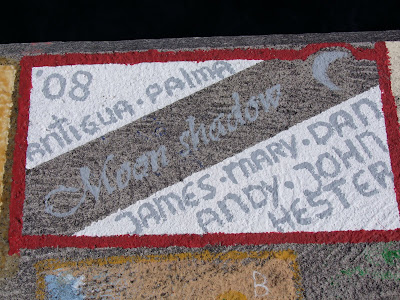 '08
ANTIGUA · PALMA
Moon shadow
JAMES · MARY · DAN
ANDY · JOHN
HESTER
B